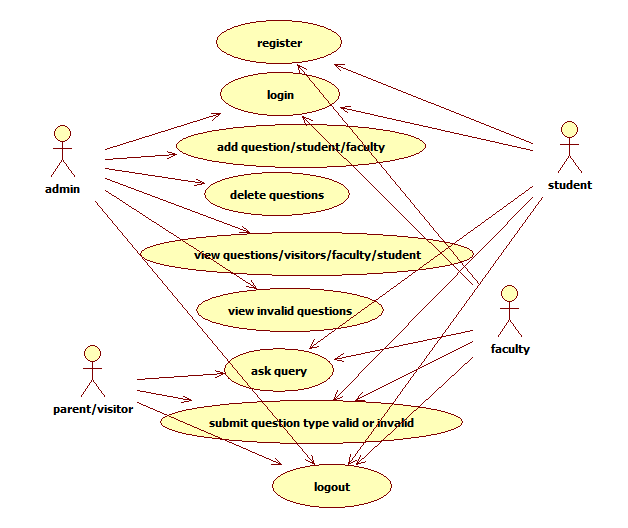 register
login
add question/student/faculty
admin
student
delete questions
view questions/visitors/faculty/student
view invalid questions
faculty
ask query
parent/visitor
submit question type valid or invalid
logout